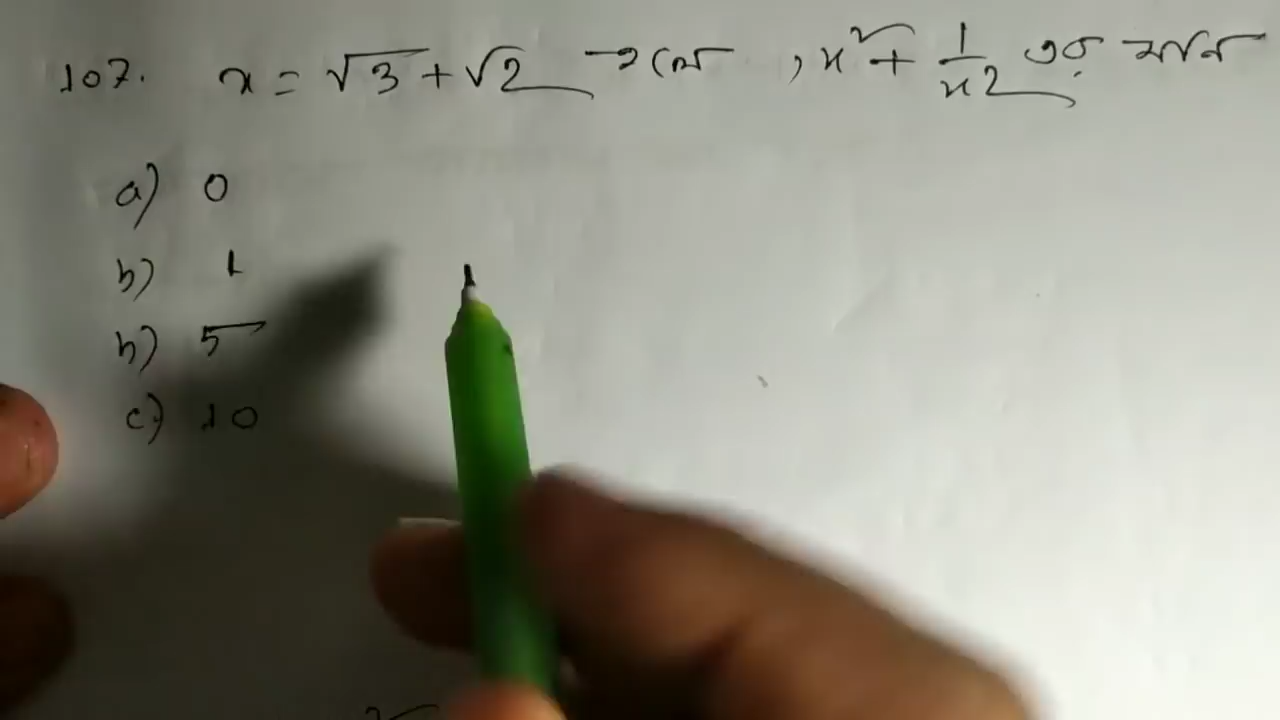 107. x = √3 + √2 হলে, x² + 1/x² এর মান
a) 0
b) 1
b) 5
c) 10